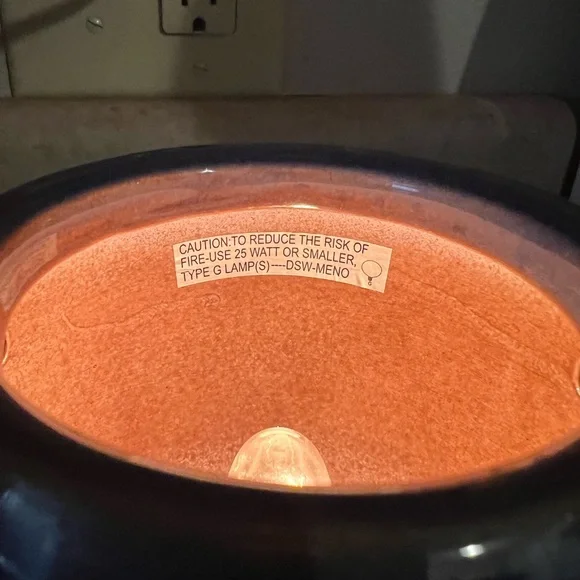 CAUTION:TO REDUCE THE RISK OF
FIRE-USE 25 WATT OR SMALLER,
TYPE G LAMP(S)----DSW-MENO